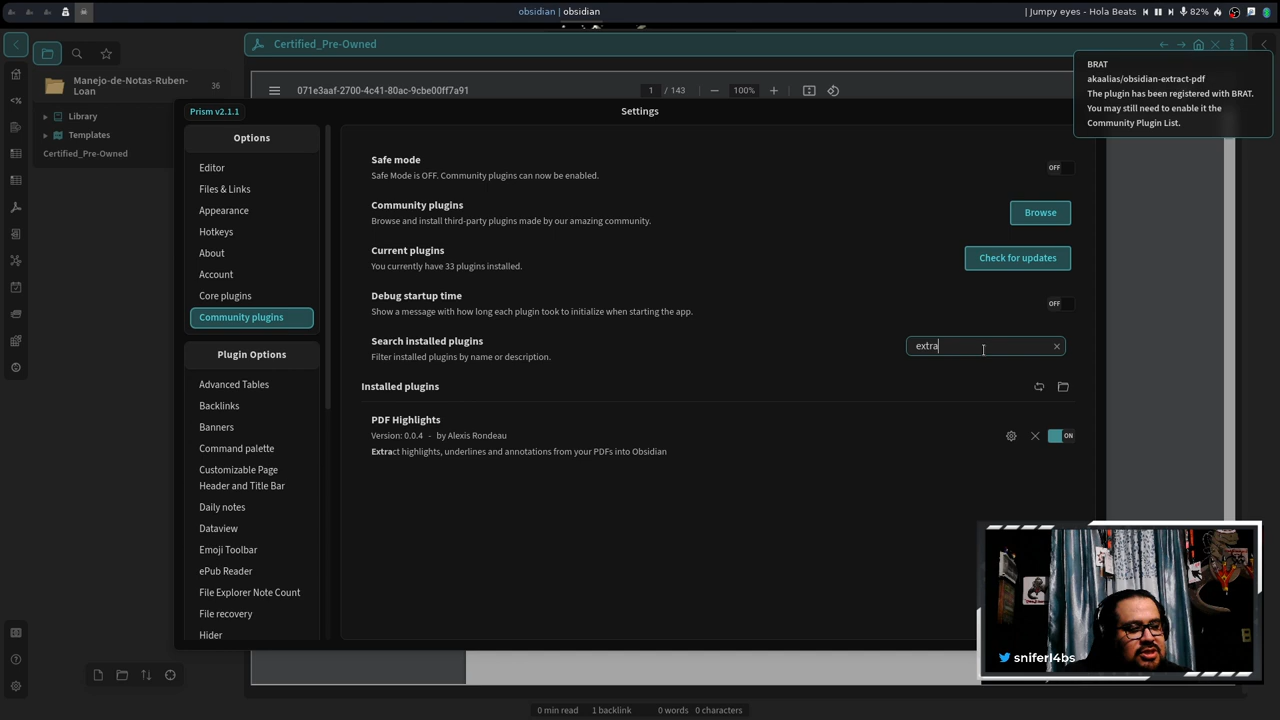 obsidian | obsidian
| Jumpy eyes - Hola Beats
82%
Certified_Pre-Owned
Manejo-de-Notas-Ruben-
Loan
36
Library
Templates
Certified_Pre-Owned
071e3aaf-2700-4c41-80ac-9cbe00ff7a91
1 / 143
100%
BRAT
akaalias/obsidian-extract-pdf
The plugin has been registered with BRAT.
You may still need to enable it the
Community Plugin List.
Prism v2.1.1
Settings
Options
Editor
Files & Links
Appearance
Hotkeys
About
Account
Core plugins
Community plugins
Plugin Options
Advanced Tables
Backlinks
Banners
Command palette
Customizable Page
Header and Title Bar
Daily notes
Dataview
Emoji Toolbar
ePub Reader
File Explorer Note Count
File recovery
Hider
Safe mode
Safe Mode is OFF. Community plugins can now be enabled.
OFF
Community plugins
Browse and install third-party plugins made by our amazing community.
Browse
Current plugins
You currently have 33 plugins installed.
Check for updates
Debug startup time
Show a message with how long each plugin took to initialize when starting the app.
OFF
Search installed plugins
Filter installed plugins by name or description.
extra
Installed plugins
PDF Highlights
Version: 0.0.4 - by Alexis Rondeau
Extract highlights, underlines and annotations from your PDFs into Obsidian
ON
sniferl4bs
0 min read
1 backlink
0 words
0 characters